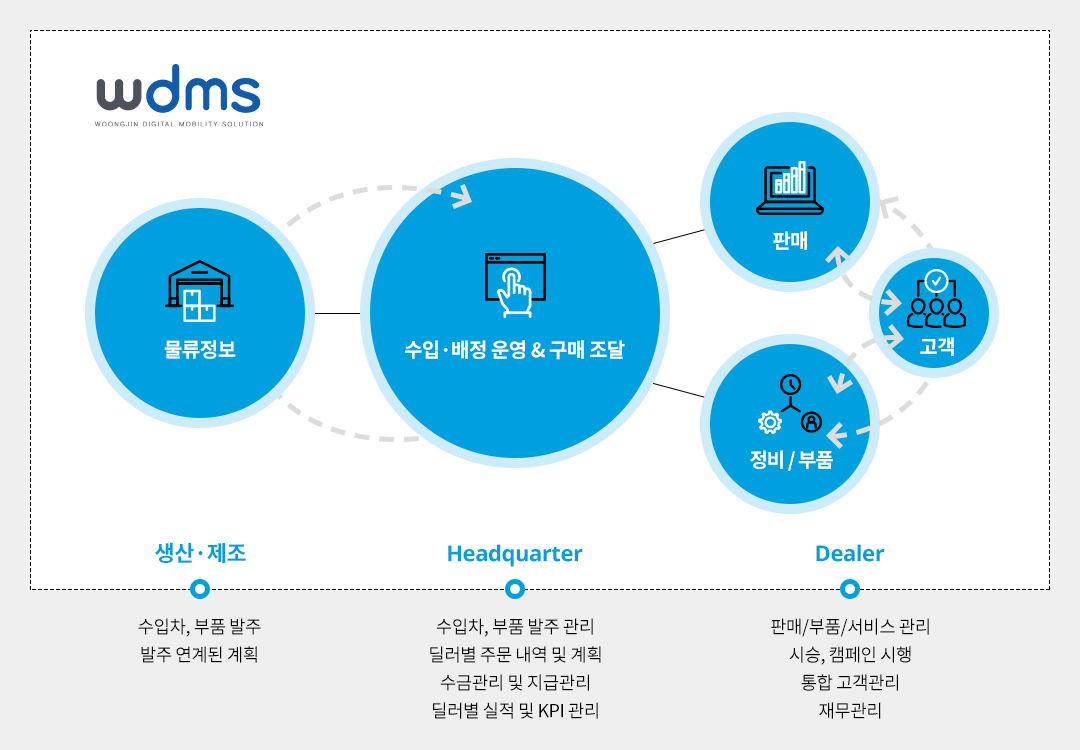 wdms
WOONGJIN DIGITAL MOBILITY SOLUTION
물류정보
수입·배정 운영 & 구매 조달
판매
고객
정비 / 부품
생산·제조
수입차, 부품 발주
발주 연계된 계획
Headquarter
수입차, 부품 발주 관리
딜러별 주문 내역 및 계획
수금관리 및 지급관리
딜러별 실적 및 KPI 관리
Dealer
판매/부품/서비스 관리
시승, 캠페인 시행
통합 고객관리
재무관리